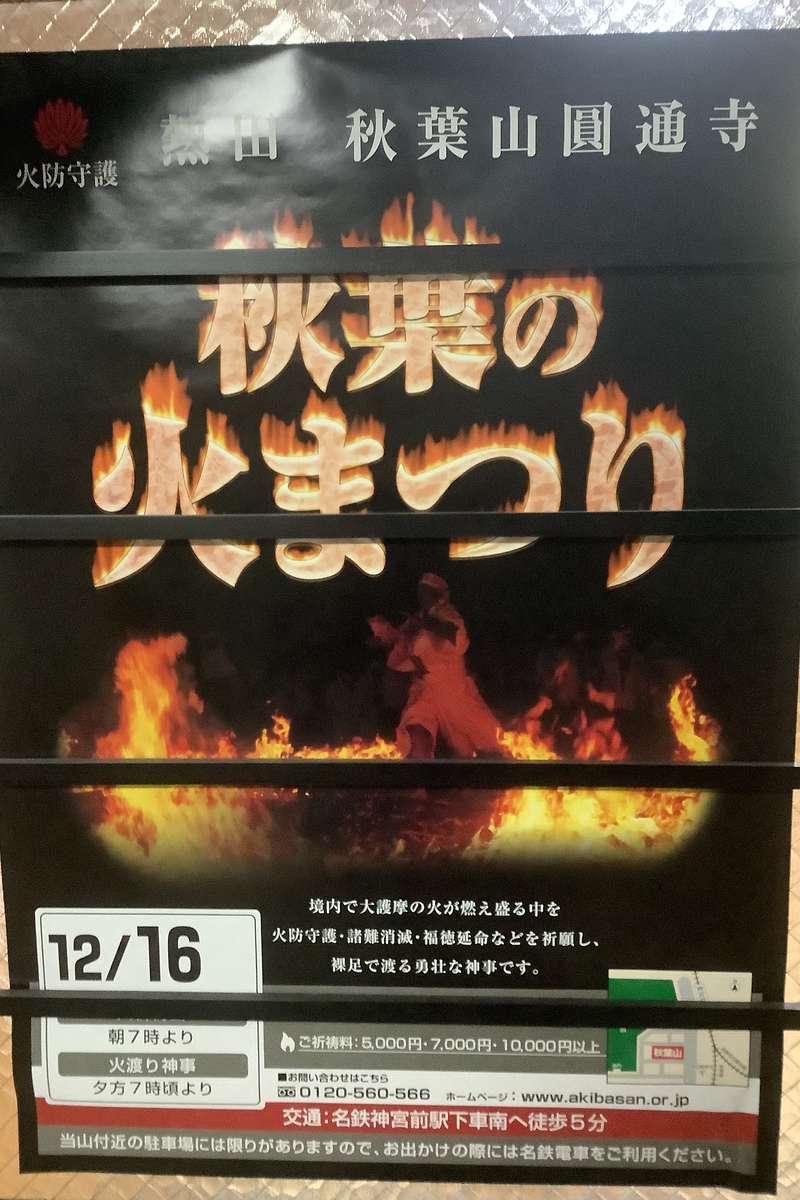 火防守護
熱田 秋葉山圓通寺
秋葉の
火まつり
境内で大護摩の火が燃え盛る中を
火防守護・諸難消滅・福徳延命などを祈願し、
裸足で渡る勇壮な神事です。
12/16
朝7時より
火渡り神事
夕方7時頃より
ご祈祷料：5,000円・7,000円・10,000円以上
秋葉山
■お問い合わせはこちら
0120-560-566 ホームページ：www.akibasan.or.jp
交通：名鉄神宮前駅下車南へ徒歩5分
当山付近の駐車場には限りがありますので、お出かけの際には名鉄電車をご利用ください。